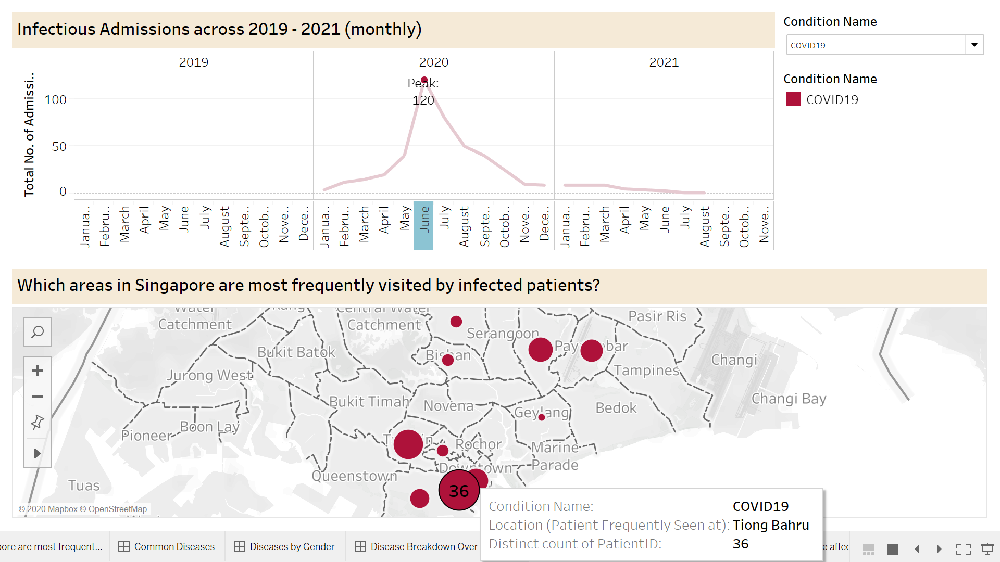 Infectious Admissions across 2019 - 2021 (monthly)
Condition Name
COVID19
Condition Name
COVID19
2019
2020
2021
Total No. of Admissi..
100
50
0
Peak:
120
Janua..
Febru..
March
April
May
June
July
August
Septe..
Octob..
Nove..
Dece..
Janua..
Febru..
March
April
May
June
July
August
Septe..
Octob..
Nove..
Dece..
Janua..
Febru..
March
April
May
June
July
August
Septe..
Octob..
Nove..
Which areas in Singapore are most frequently visited by infected patients?
Water
Catchment
Central Water
Catchment
Serangoon
Pasir Ris
Bukit Batok
Jurong West
Changi
Tampines
Bukit Timah
Novena
Geylang
Bedok
Changi Bay
Pioneer
Boon Lay
Rochor
Marine
Parade
Downtown
Queenstown
Tuas
36
© 2020 Mapbox © OpenStreetMap
Condition Name: COVID19
Location (Patient Frequently Seen at): Tiong Bahru
Distinct count of PatientID: 36
ore are most frequent...
Common Diseases
Diseases by Gender
Disease Breakdown Over
e affec